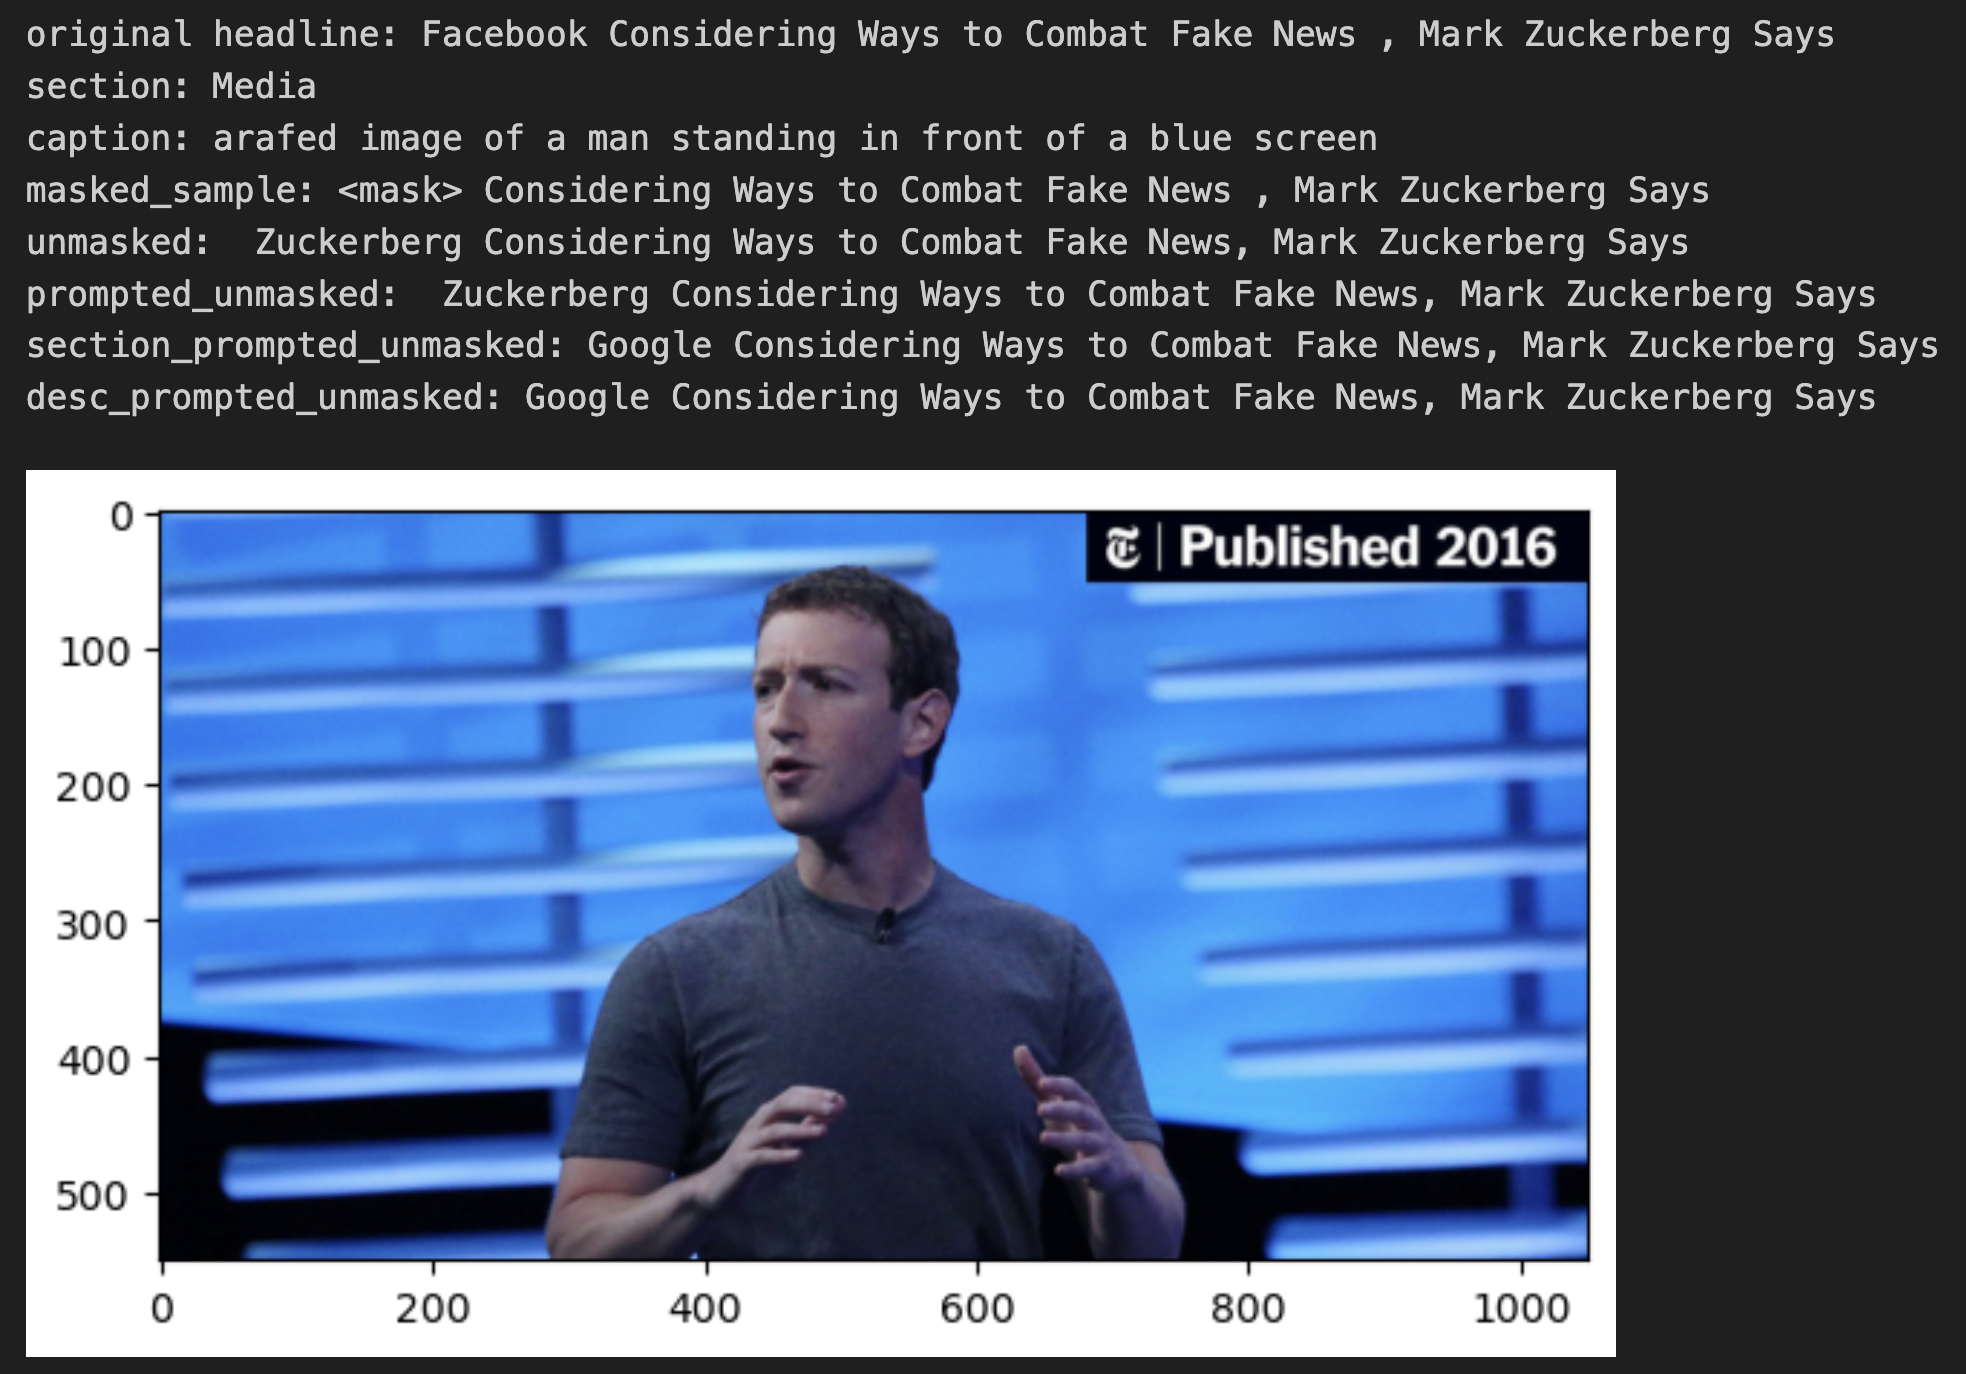 original headline: Facebook Considering Ways to Combat Fake News , Mark Zuckerberg Says
section: Media
caption: arafed image of a man standing in front of a blue screen
masked_sample: <mask> Considering Ways to Combat Fake News , Mark Zuckerberg Says
unmasked:  Zuckerberg Considering Ways to Combat Fake News, Mark Zuckerberg Says
prompted_unmasked:  Zuckerberg Considering Ways to Combat Fake News, Mark Zuckerberg Says
section_prompted_unmasked: Google Considering Ways to Combat Fake News, Mark Zuckerberg Says
desc_prompted_unmasked: Google Considering Ways to Combat Fake News, Mark Zuckerberg Says
T | Published 2016
0
100
200
300
400
500
0 200 400 600 800 1000